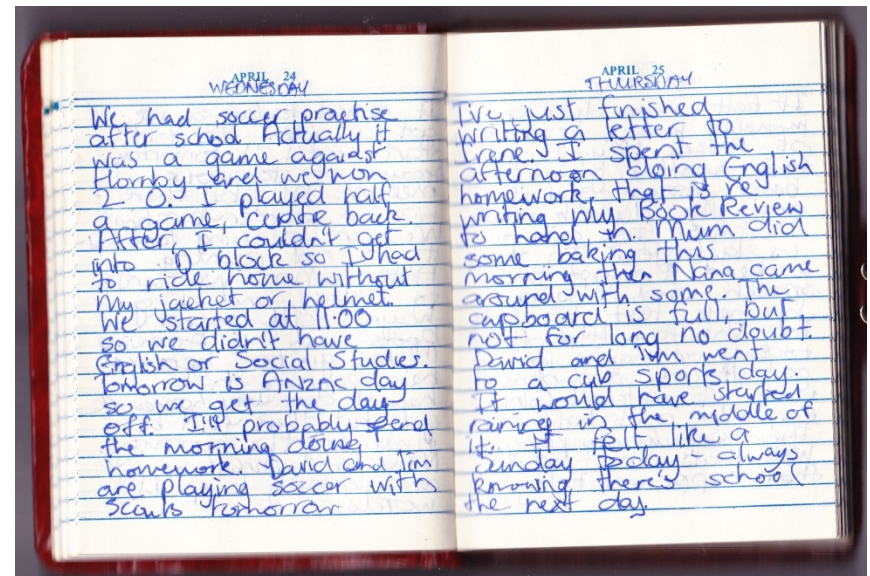 APRIL 24
WEDNESDAY
We had soccer practise
after school Actually it
was a game against
Hornby and we won
2 0. I played half
a game, centre back.
After, I couldn't get
into D block so I had
to ride home without
my jacket or helmet.
We started at 11.00
so we didn't have
English or Social Studies.
Tomorrow is ANZAC day
so we get the day
off. I'll probably spend
the morning doing
homework. David and Tim
are playing soccer with
Scouts tomorrow
APRIL 25
THURSDAY
I've just finished
writing a letter to
Irene. I spent the
afternoon doing English
homework, that is re
writing my Book Review
to hand in. Mum did
some baking this
morning then Nana came
around with some. The
cupboard is full, but
not for long no doubt.
David and Tim went
to a cub sports day.
It would have started
raining in the middle of
it. It felt like a
Sunday today - always
knowing there's school
the next day.